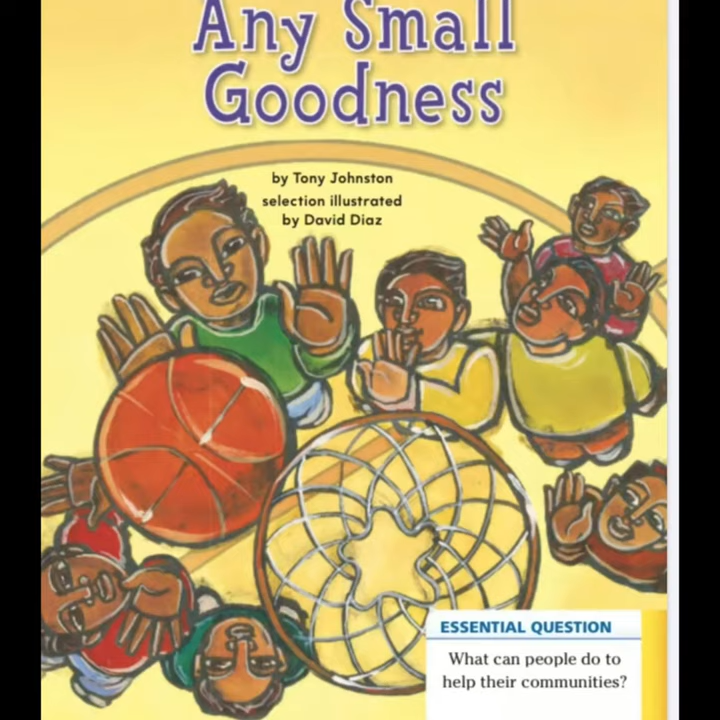 Any Small
Goodness
by Tony Johnston
selection illustrated
by David Diaz
ESSENTIAL QUESTION
What can people do to
help their communities?